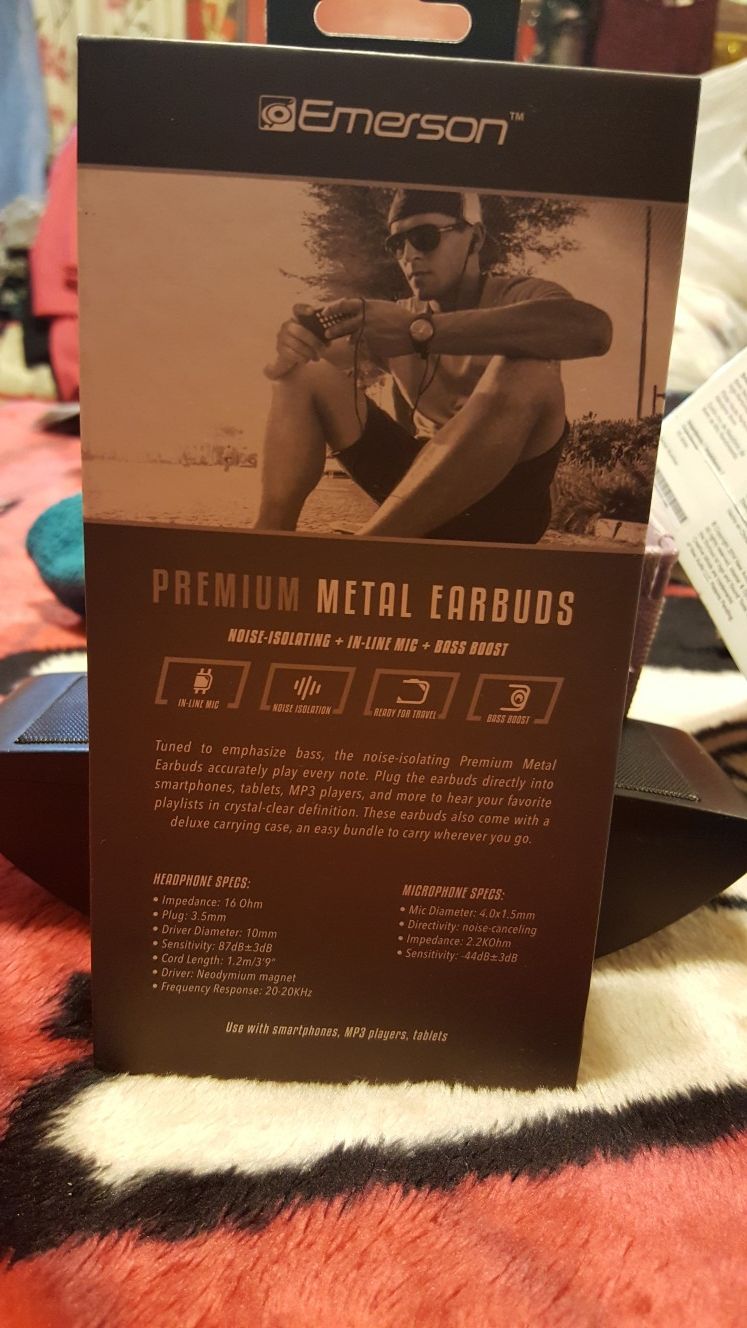 Emerson™
PREMIUM METAL EARBUDS
NOISE-ISOLATING + IN-LINE MIC + BASS BOOST
IN-LINE MIC
NOISE ISOLATION
READY FOR TRAVEL
BASS BOOST
Tuned to emphasize bass, the noise-isolating Premium Metal
Earbuds accurately play every note. Plug the earbuds directly into
smartphones, tablets, MP3 players, and more to hear your favorite
playlists in crystal-clear definition. These earbuds also come with a
deluxe carrying case, an easy bundle to carry wherever you go.
HEADPHONE SPECS:
• Impedance: 16 Ohm
• Plug: 3.5mm
• Driver Diameter: 10mm
• Sensitivity: 87dB±3dB
• Cord Length: 1.2m/3'9"
• Driver: Neodymium magnet
• Frequency Response: 20-20KHz
MICROPHONE SPECS:
• Mic Diameter: 4.0x1.5mm
• Directivity: noise-canceling
• Impedance: 2.2KOhm
• Sensitivity: -44dB±3dB
Use with smartphones, MP3 players, tablets